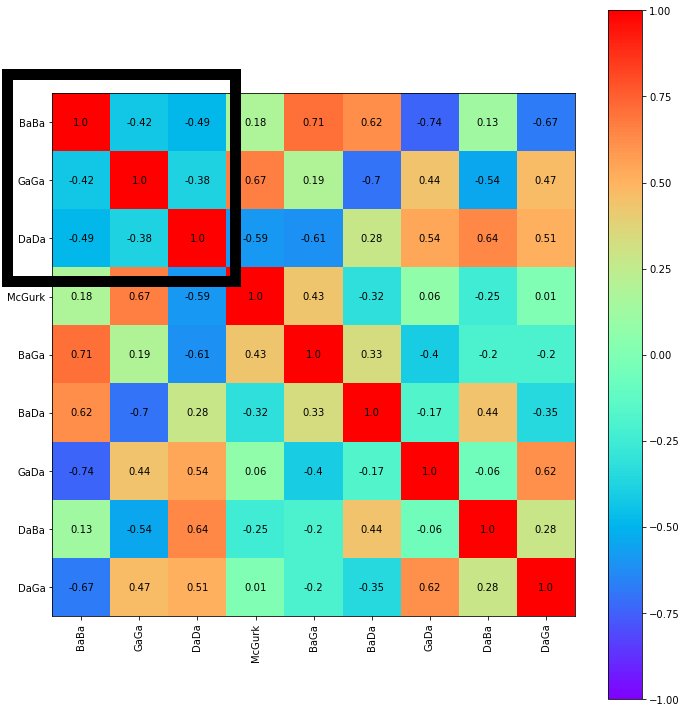 BaBa 1.0 -0.42 -0.49 0.18 0.71 0.62 -0.74 0.13 -0.67
GaGa -0.42 1.0 -0.38 0.67 0.19 -0.7 0.44 -0.54 0.47
DaDa -0.49 -0.38 1.0 -0.59 -0.61 0.28 0.54 0.64 0.51
McGurk 0.18 0.67 -0.59 1.0 0.43 -0.32 0.06 -0.25 0.01
BaGa 0.71 0.19 -0.61 0.43 1.0 0.33 -0.4 -0.2 -0.2
BaDa 0.62 -0.7 0.28 -0.32 0.33 1.0 -0.17 0.44 -0.35
GaDa -0.74 0.44 0.54 0.06 -0.4 -0.17 1.0 -0.06 0.62
DaBa 0.13 -0.54 0.64 -0.25 -0.2 0.44 -0.06 1.0 0.28
DaGa -0.67 0.47 0.51 0.01 -0.2 -0.35 0.62 0.28 1.0
BaBa GaGa DaDa McGurk BaGa BaDa GaDa DaBa DaGa
1.00
0.75
0.50
0.25
0.00
−0.25
−0.50
−0.75
−1.00